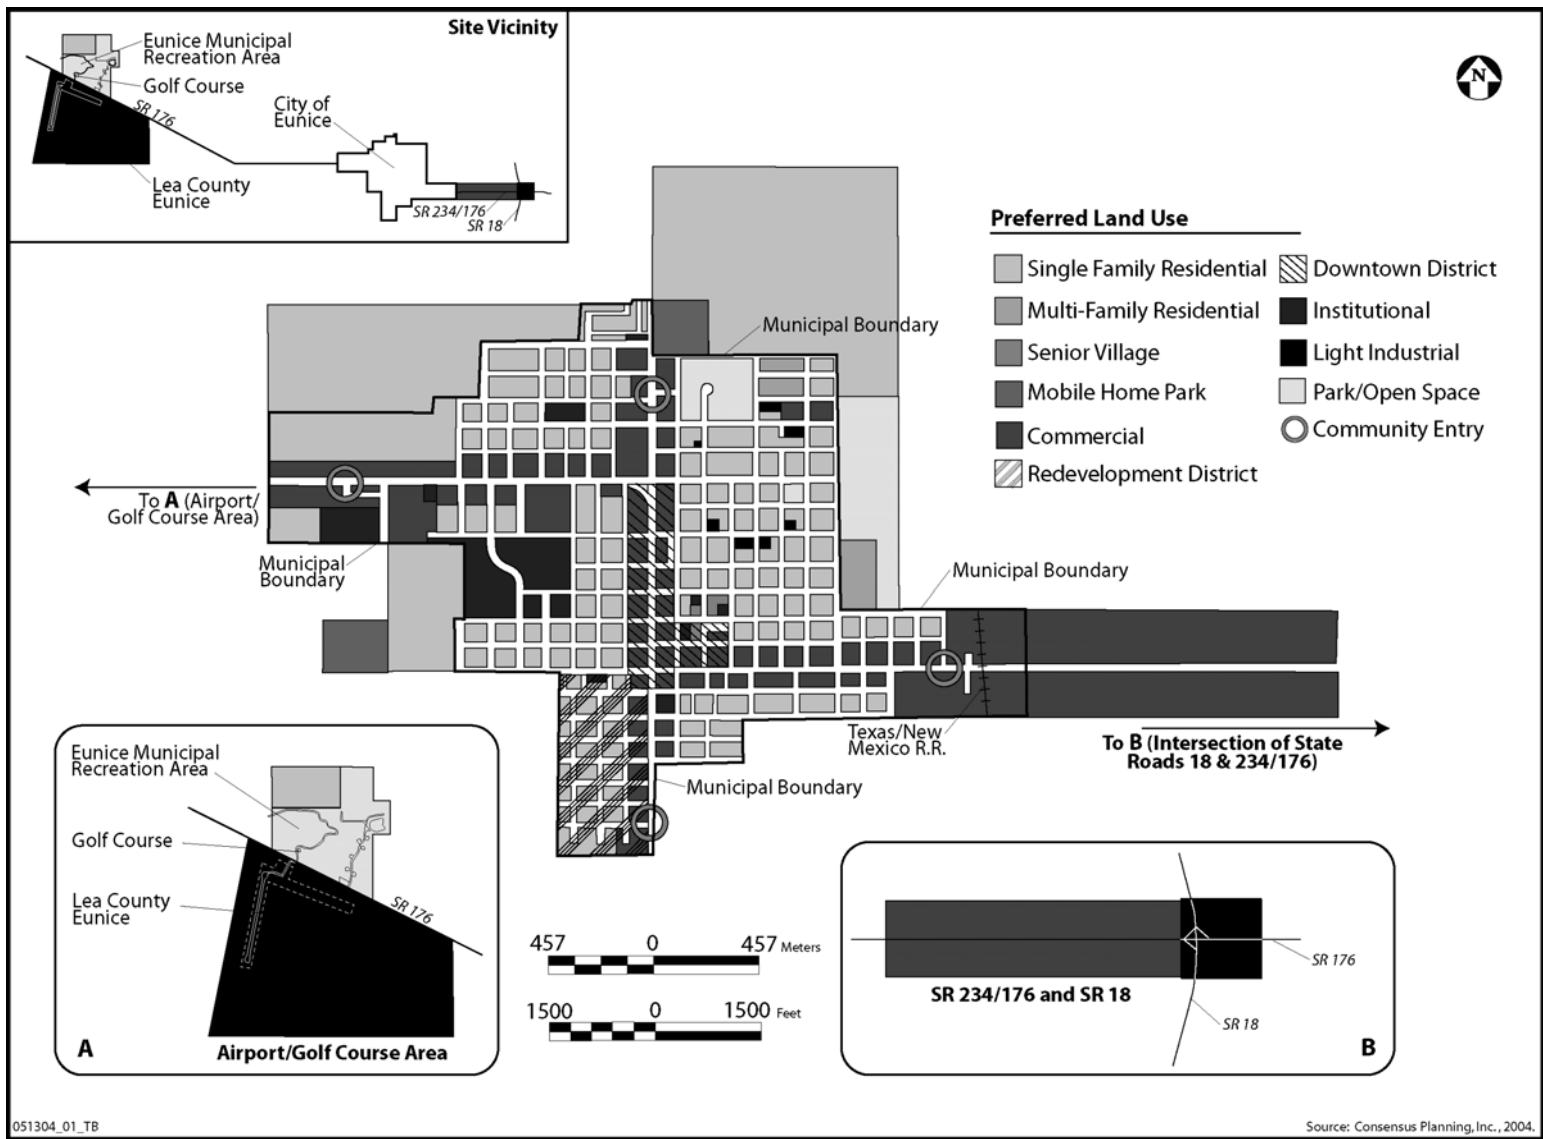 Site Vicinity
Eunice Municipal
Recreation Area
Golf Course
SR 176
City of
Eunice
Lea County
Eunice
SR 234/176
SR 18
N
Preferred Land Use
Single Family Residential
Multi-Family Residential
Senior Village
Mobile Home Park
Commercial
Redevelopment District
Downtown District
Institutional
Light Industrial
Park/Open Space
Community Entry
Municipal Boundary
To A (Airport/
Golf Course Area)
Municipal
Boundary
Municipal Boundary
Texas/New
Mexico R.R.
To B (Intersection of State
Roads 18 & 234/176)
Municipal Boundary
Eunice Municipal
Recreation Area
Golf Course
Lea County
Eunice
SR 176
A
Airport/Golf Course Area
457 0 457 Meters
1500 0 1500 Feet
SR 176
SR 234/176 and SR 18
SR 18
B
051304_01_TB
Source: Consensus Planning, Inc., 2004.